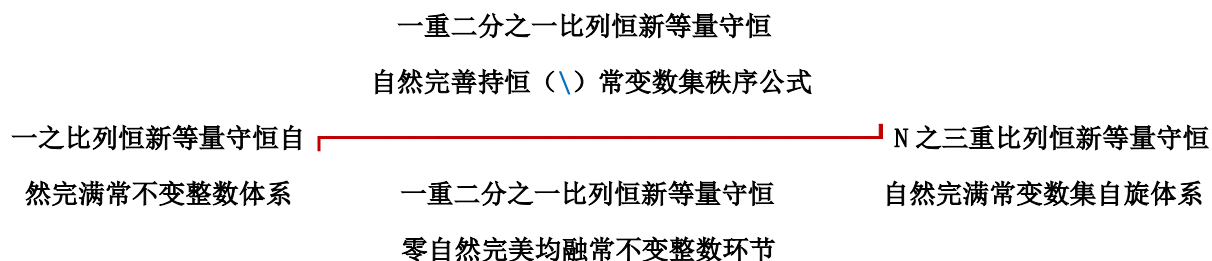 一重二分之一比列恒新等量守恒
自然完善持恒（\）常变数集秩序公式
一之比列恒新等量守恒自
然完满常不变整数体系
一重二分之一比列恒新等量守恒
零自然完美均融常不变整数环节
N之三重比列恒新等量守恒
自然完满常变数集自旋体系